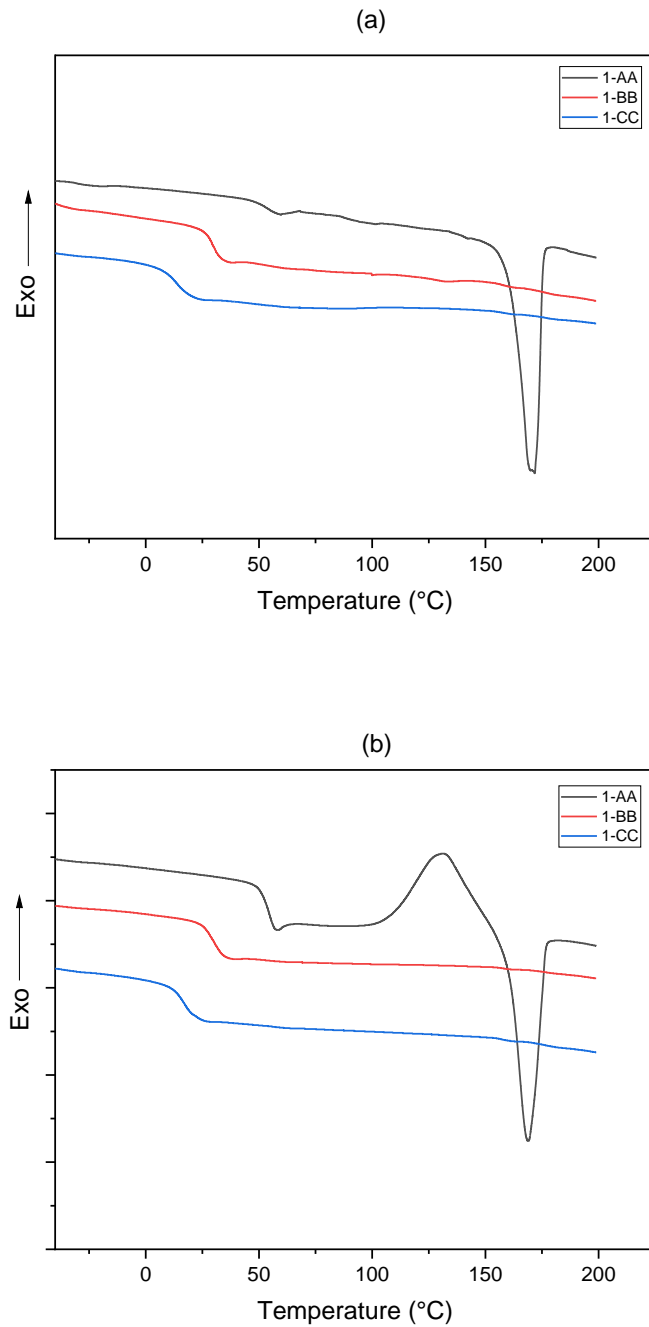 (a)
1-AA
1-BB
1-CC
Exo
0
50
100
150
200
Temperature (°C)
(b)
1-AA
1-BB
1-CC
Exo
0
50
100
150
200
Temperature (°C)